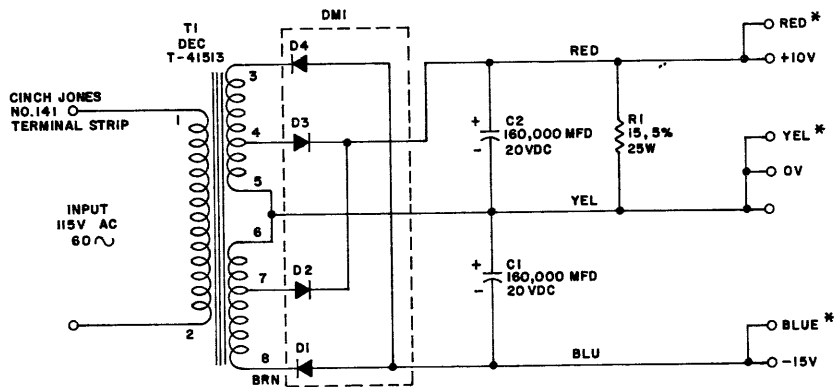 T1
DEC
T-41513
DM1
D4
D3
D2
D1
CINCH JONES
NO.141
TERMINAL STRIP
1
2
3
4
5
6
7
8
BRN
INPUT
115V AC
60~
RED
YEL
BLU
+
-
C2
160,000 MFD
20VDC
R1
15, 5%
25W
+
-
C1
160,000 MFD
20VDC
RED*
+10V
YEL*
0V
BLUE*
-15V